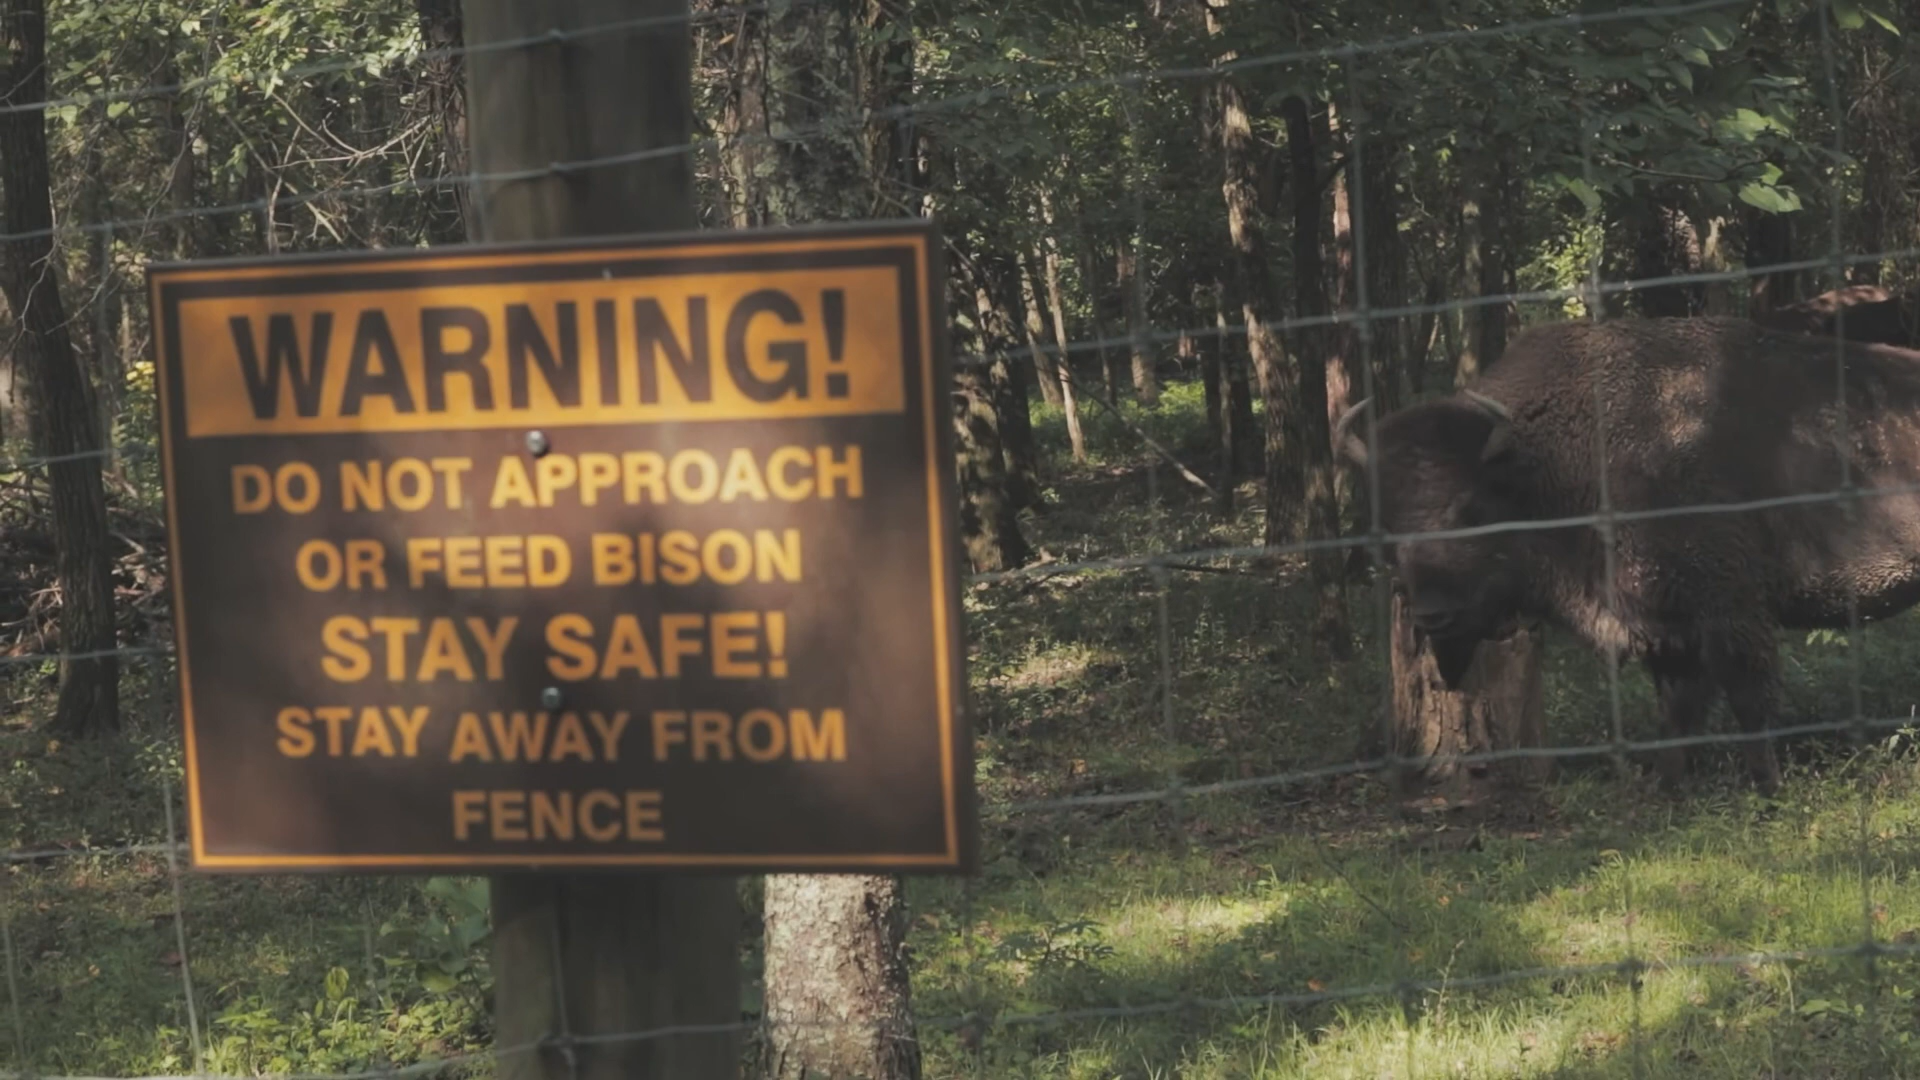 WARNING!
DO NOT APPROACH
OR FEED BISON
STAY SAFE!
STAY AWAY FROM
FENCE